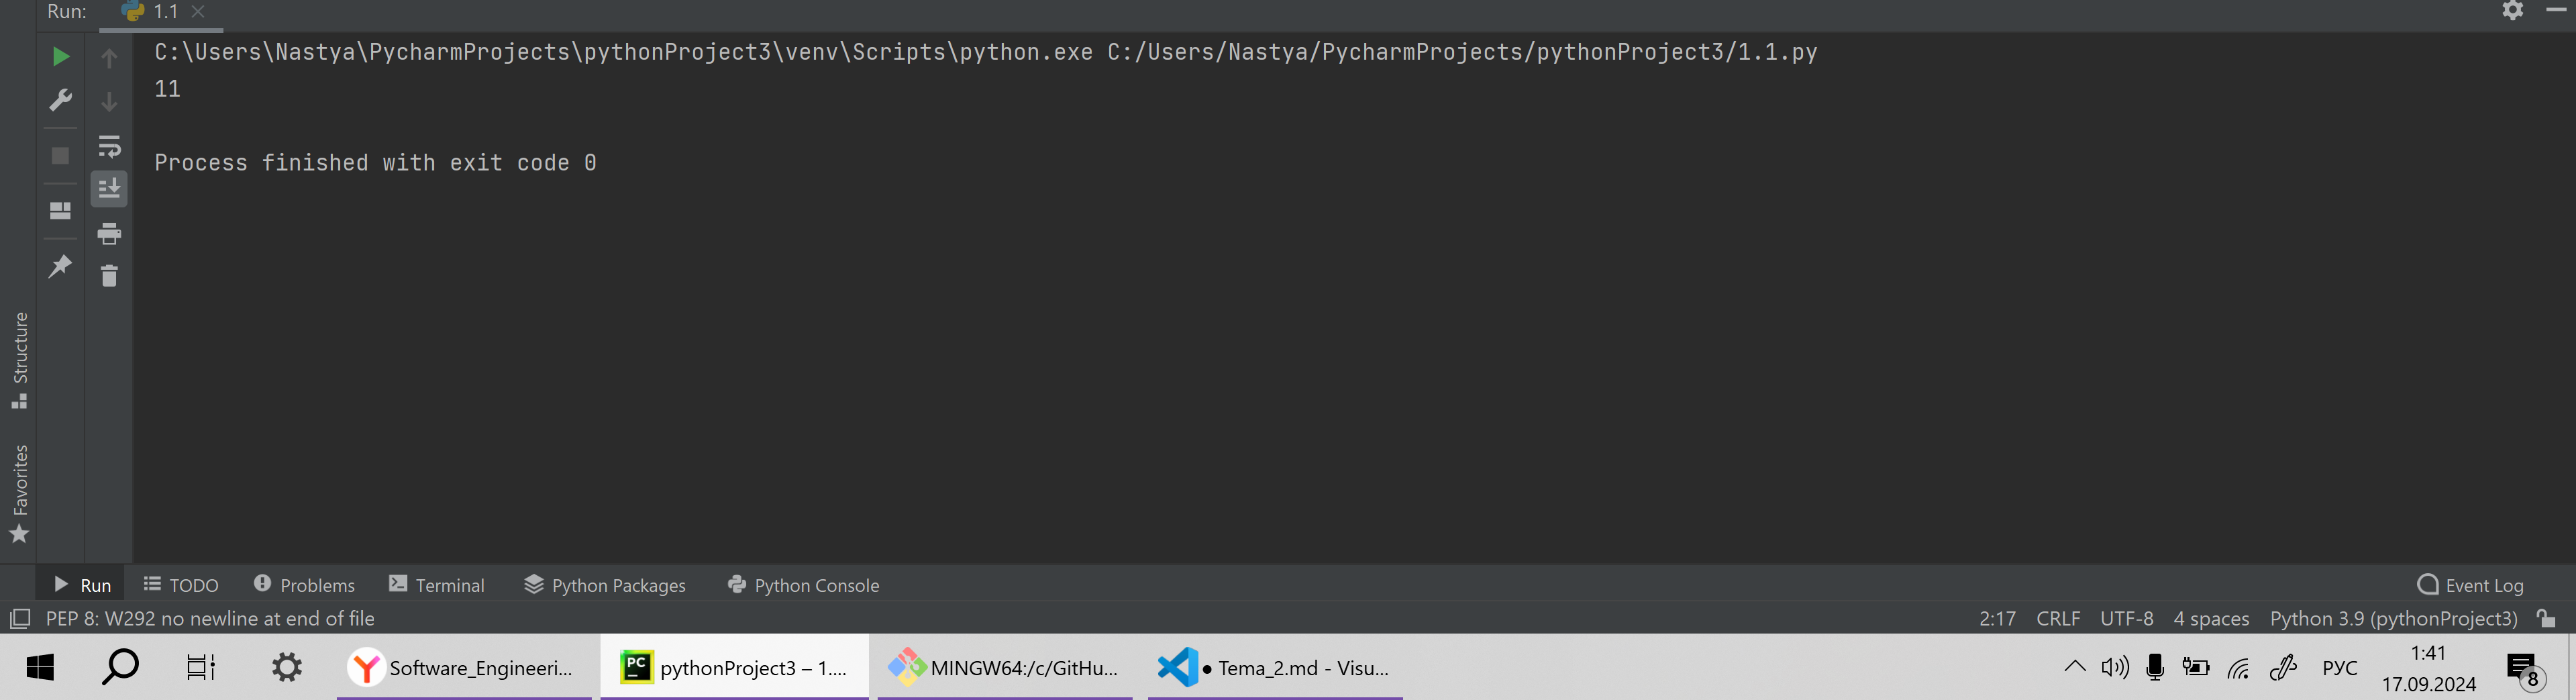 Run: 1.1
C:\Users\Nastya\PycharmProjects\pythonProject3\venv\Scripts\python.exe C:/Users/Nastya/PycharmProjects/pythonProject3/1.1.py
11
Process finished with exit code 0
Structure
Favorites
Run TODO Problems Terminal Python Packages Python Console Event Log
PEP 8: W292 no newline at end of file 2:17 CRLF UTF-8 4 spaces Python 3.9 (pythonProject3)
Software_Engineeri... PC pythonProject3 – 1.... MINGW64:/c/GitHu... ● Tema_2.md - Visu... РУС 1:41
17.09.2024 8